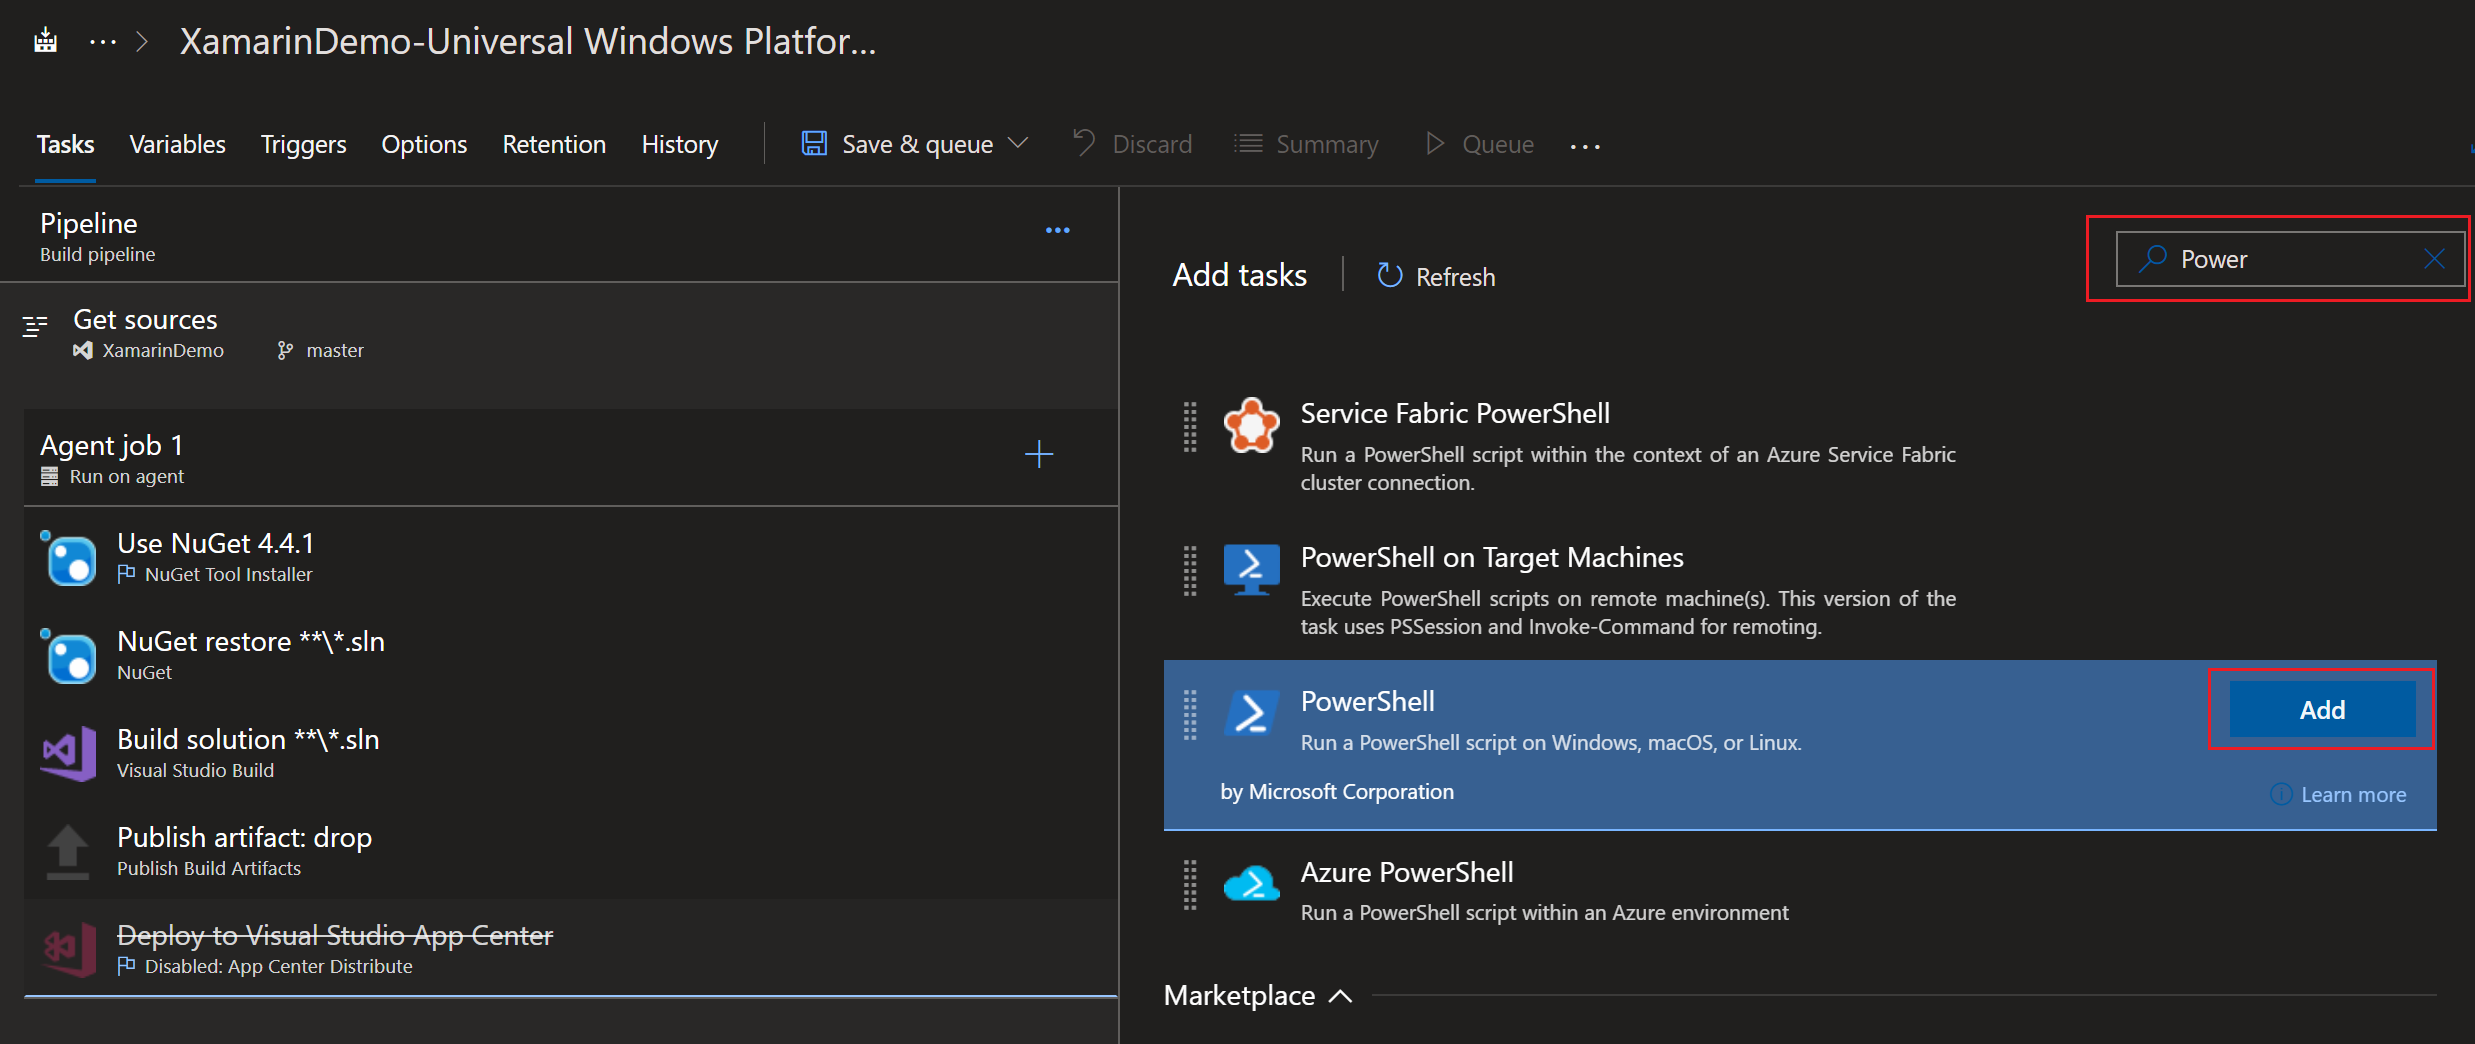 XamarinDemo-Universal Windows Platfor...
Tasks Variables Triggers Options Retention History Save & queue Discard Summary Queue ...
Pipeline
Build pipeline
Get sources
XamarinDemo master
Agent job 1
Run on agent
Use NuGet 4.4.1
NuGet Tool Installer
NuGet restore **\*.sln
NuGet
Build solution **\*.sln
Visual Studio Build
Publish artifact: drop
Publish Build Artifacts
Deploy to Visual Studio App Center
Disabled: App Center Distribute
Add tasks Refresh
Power
Service Fabric PowerShell
Run a PowerShell script within the context of an Azure Service Fabric
cluster connection.
PowerShell on Target Machines
Execute PowerShell scripts on remote machine(s). This version of the
task uses PSSession and Invoke-Command for remoting.
PowerShell
Add
Run a PowerShell script on Windows, macOS, or Linux.
by Microsoft Corporation
Learn more
Azure PowerShell
Run a PowerShell script within an Azure environment
Marketplace